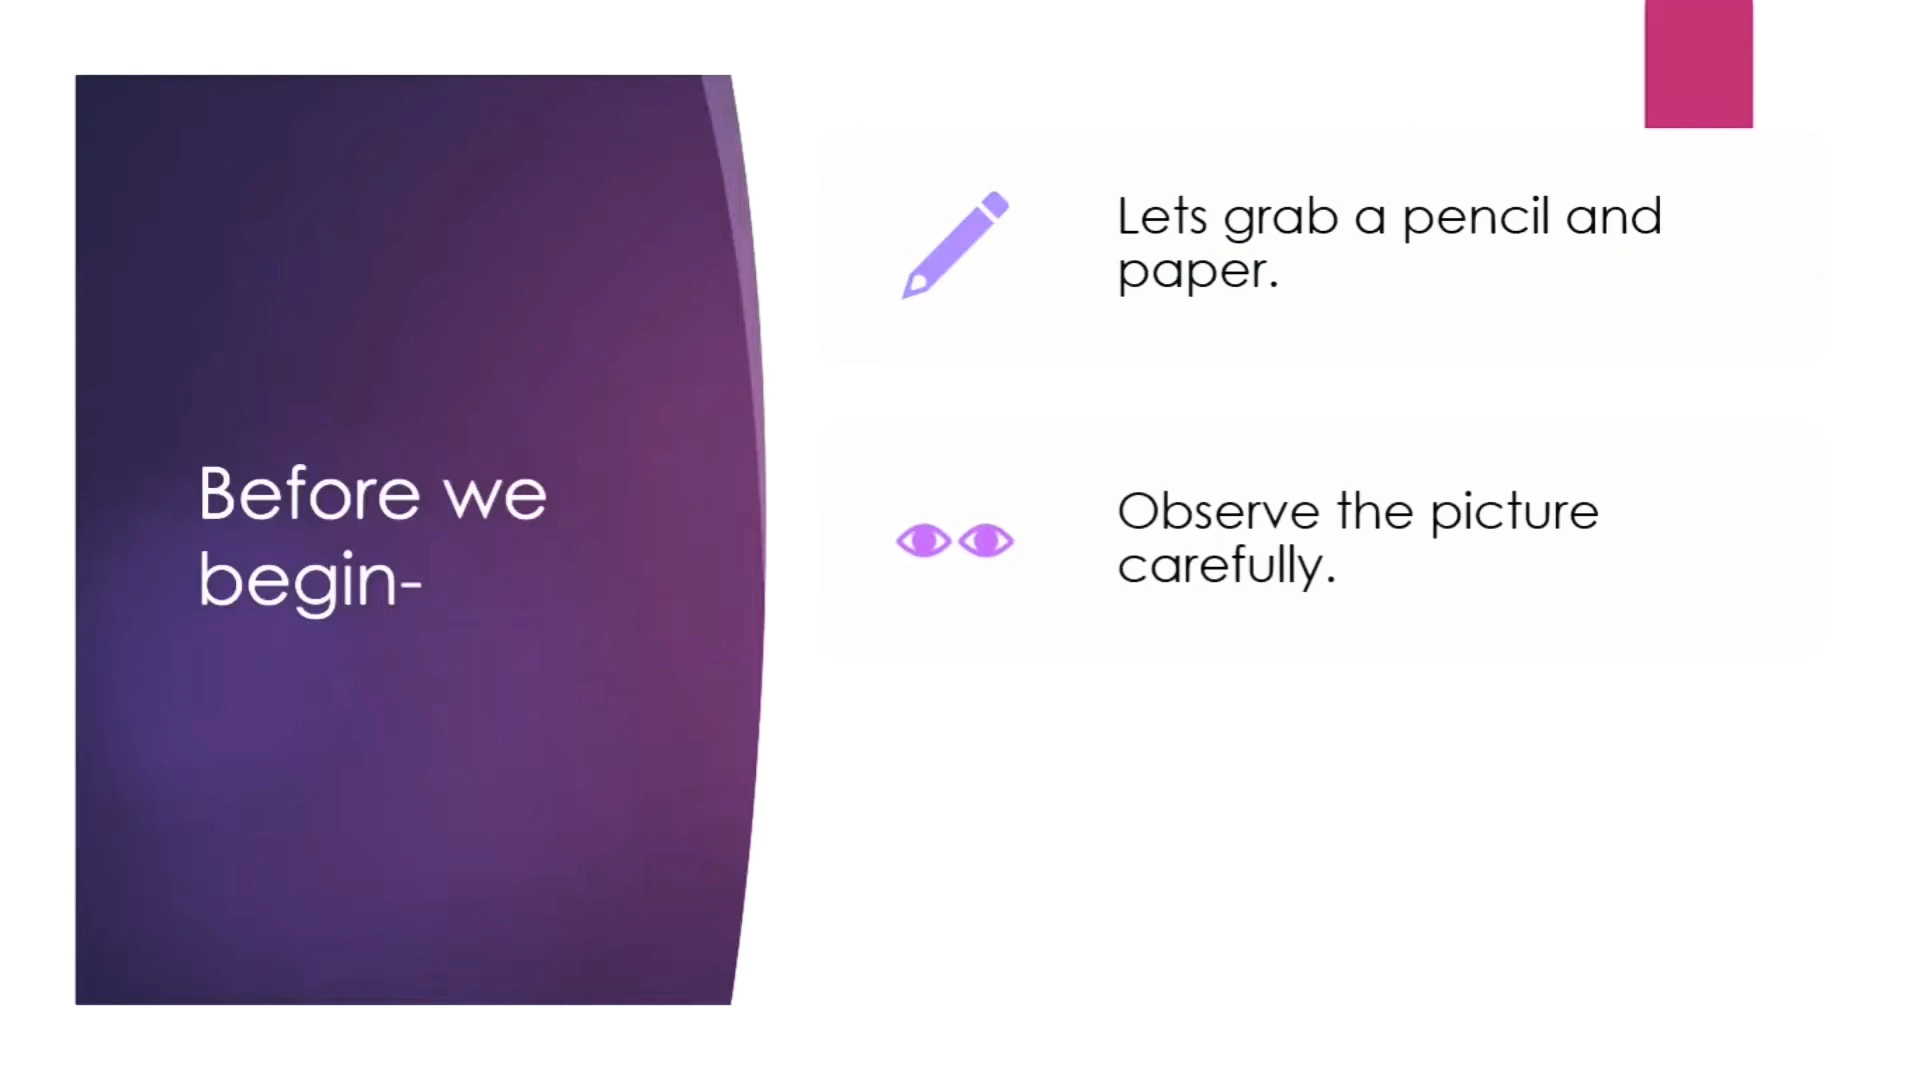 Before we
begin-
Lets grab a pencil and
paper.
Observe the picture
carefully.